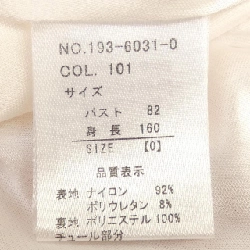 NO.193-6031-0
COL. 101
サイズ
バスト 82
身長 160
SIZE 【0】
品質表示
表地 ナイロン 92%
ポリウレタン 8%
裏地 ポリエステル 100%
チュール部分